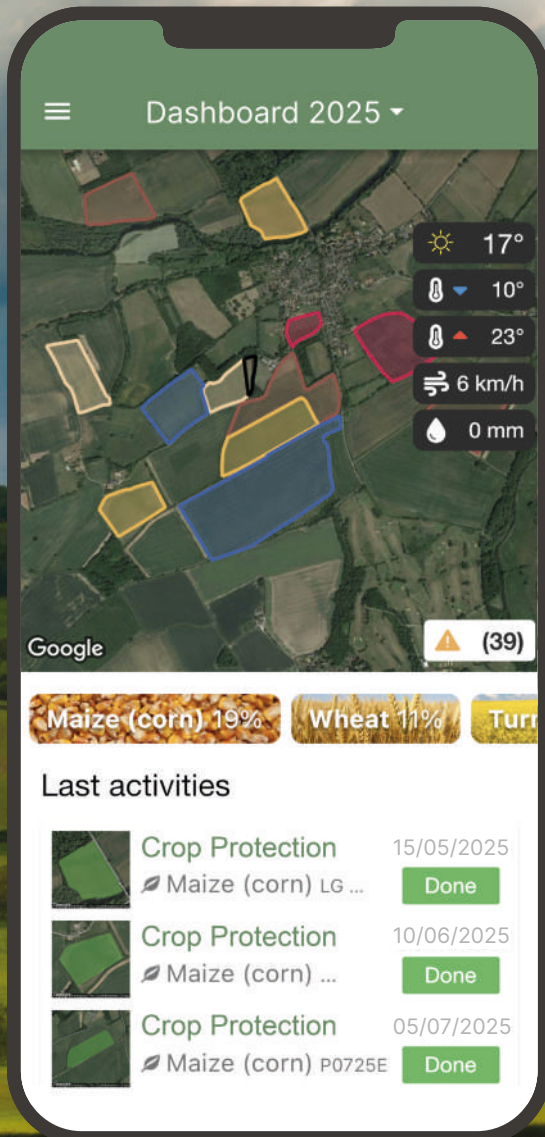 Dashboard 2025
17°
10°
23°
6 km/h
0 mm
Google
(39)
Maize (corn) 19%
Wheat 11%
Last activities
Crop Protection 15/05/2025
Maize (corn) LG ... Done
Crop Protection 10/06/2025
Maize (corn) ... Done
Crop Protection 05/07/2025
Maize (corn) P0725E Done